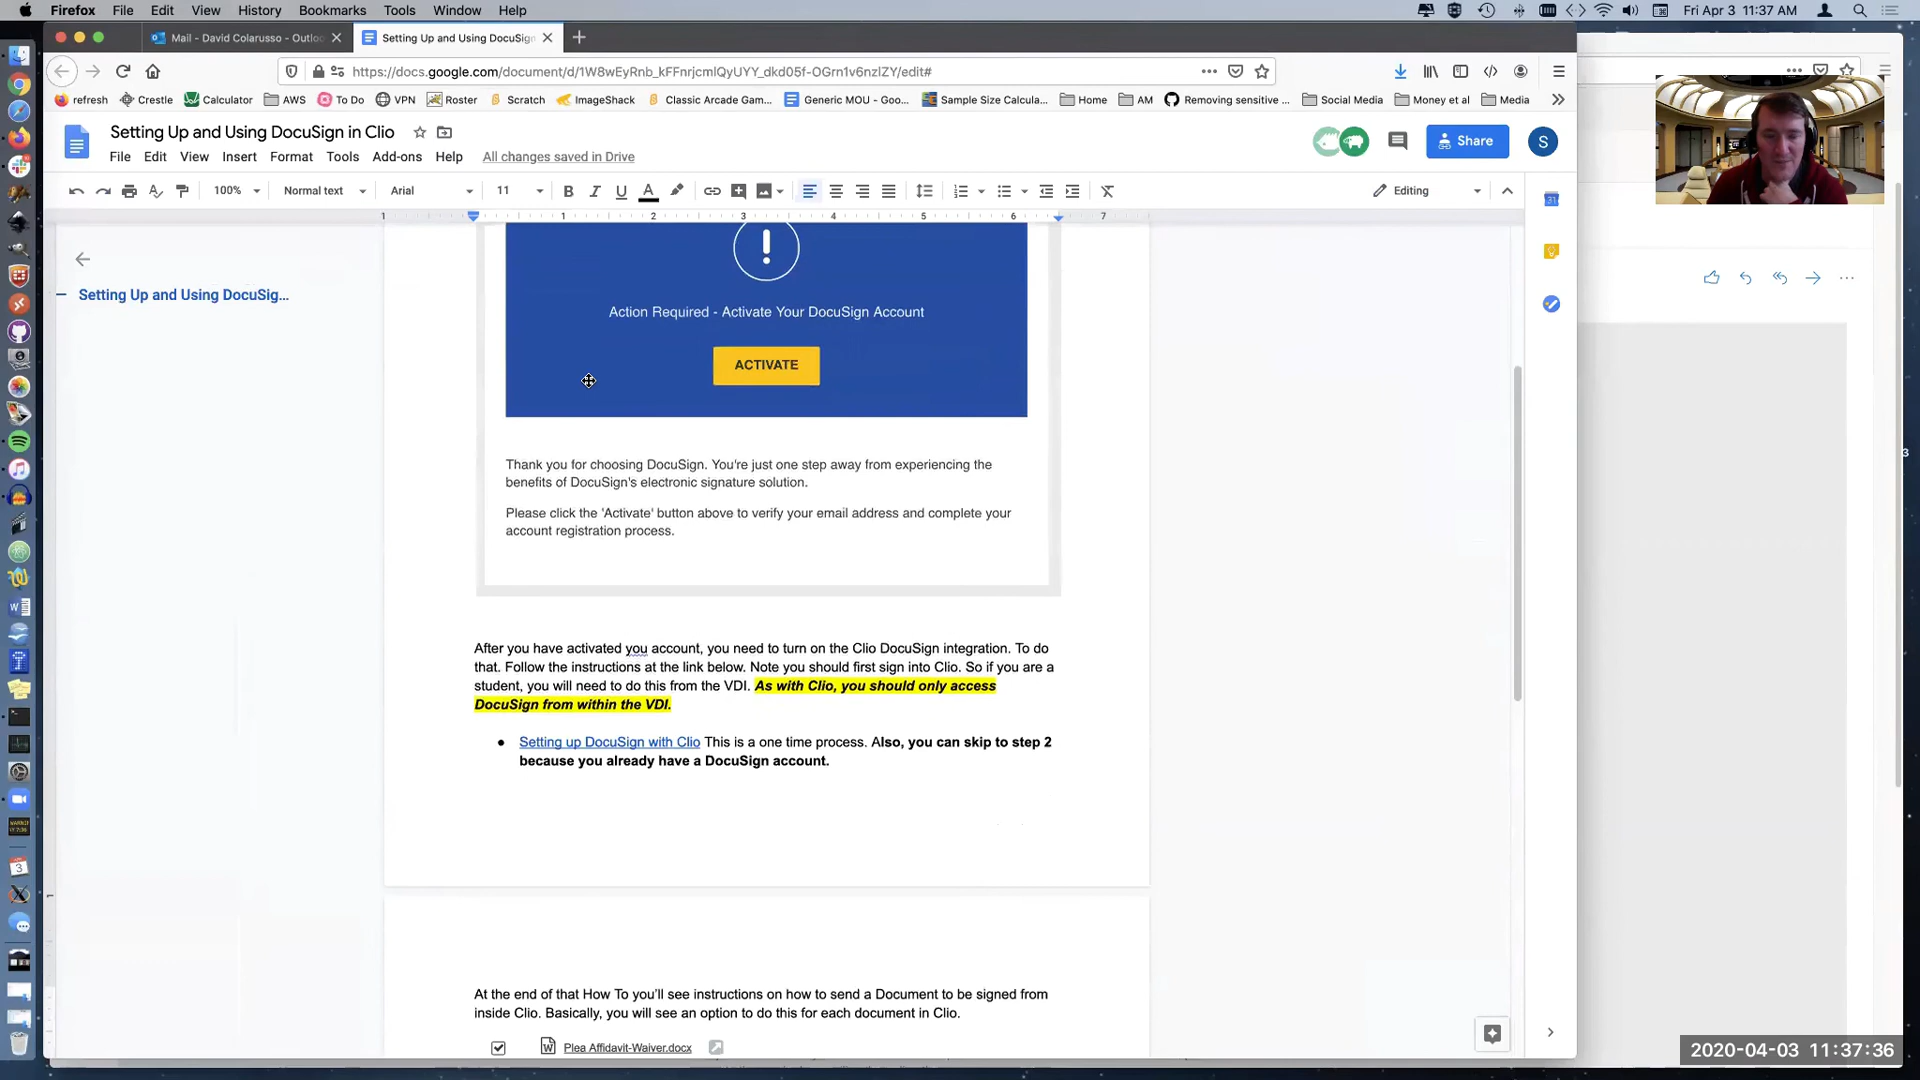 Firefox File Edit View History Bookmarks Tools Window Help Fri Apr 3 11:37 AM
Mail - David Colarusso - Outlo Setting Up and Using DocuSign
https://docs.google.com/document/d/1W8wEyRnb_kFFnrjcmlQyUYY_dkd05f-OGrn1v6nzlZY/edit#
refresh Crestle Calculator AWS To Do VPN Roster Scratch ImageShack Classic Arcade Gam... Generic MOU - Goo... Sample Size Calcula... Home AM Removing sensitive ... Social Media Money et al Media
Setting Up and Using DocuSign in Clio
Share
S
File Edit View Insert Format Tools Add-ons Help All changes saved in Drive
100% Normal text Arial 11 B I U A Editing
1 1 2 3 4 5 6 7
Setting Up and Using DocuSig...
Action Required - Activate Your DocuSign Account
ACTIVATE
Thank you for choosing DocuSign. You're just one step away from experiencing the
benefits of DocuSign's electronic signature solution.
Please click the 'Activate' button above to verify your email address and complete your
account registration process.
After you have activated you account, you need to turn on the Clio DocuSign integration. To do
that. Follow the instructions at the link below. Note you should first sign into Clio. So if you are a
student, you will need to do this from the VDI. As with Clio, you should only access
DocuSign from within the VDI.
● Setting up DocuSign with Clio This is a one time process. Also, you can skip to step 2
because you already have a DocuSign account.
At the end of that How To you'll see instructions on how to send a Document to be signed from
inside Clio. Basically, you will see an option to do this for each document in Clio.
Plea Affidavit-Waiver.docx
2020-04-03 11:37:36